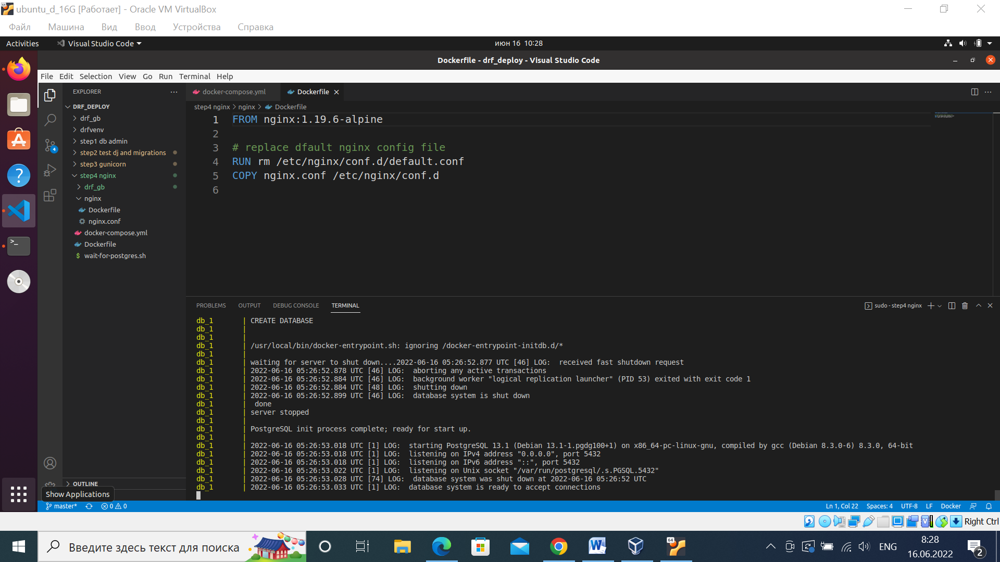 ubuntu_d_16G [Работает] - Oracle VM VirtualBox
Файл Машина Вид Ввод Устройства Справка
Activities Visual Studio Code июн 16 10:28
Dockerfile - drf_deploy - Visual Studio Code
File Edit Selection View Go Run Terminal Help
EXPLORER
DRF_DEPLOY
drf_gb
drfvenv
step1 db admin
step2 test dj and migrations
step3 gunicorn
step4 nginx
drf_gb
nginx
Dockerfile
nginx.conf
docker-compose.yml
Dockerfile
wait-for-postgres.sh
OUTLINE
4
Show Applications
docker-compose.yml Dockerfile
step4 nginx > nginx > Dockerfile
1 FROM nginx:1.19.6-alpine
2
3 # replace dfault nginx config file
4 RUN rm /etc/nginx/conf.d/default.conf
5 COPY nginx.conf /etc/nginx/conf.d
6
PROBLEMS OUTPUT DEBUG CONSOLE TERMINAL sudo - step4 nginx
db_1 | CREATE DATABASE
db_1 |
db_1 |
db_1 | /usr/local/bin/docker-entrypoint.sh: ignoring /docker-entrypoint-initdb.d/*
db_1 |
db_1 | waiting for server to shut down....2022-06-16 05:26:52.877 UTC [46] LOG:  received fast shutdown request
db_1 | 2022-06-16 05:26:52.878 UTC [46] LOG:  aborting any active transactions
db_1 | 2022-06-16 05:26:52.884 UTC [46] LOG:  background worker "logical replication launcher" (PID 53) exited with exit code 1
db_1 | 2022-06-16 05:26:52.884 UTC [48] LOG:  shutting down
db_1 | 2022-06-16 05:26:52.899 UTC [46] LOG:  database system is shut down
db_1 |  done
db_1 | server stopped
db_1 |
db_1 | PostgreSQL init process complete; ready for start up.
db_1 |
db_1 | 2022-06-16 05:26:53.018 UTC [1] LOG:  starting PostgreSQL 13.1 (Debian 13.1-1.pgdg100+1) on x86_64-pc-linux-gnu, compiled by gcc (Debian 8.3.0-6) 8.3.0, 64-bit
db_1 | 2022-06-16 05:26:53.018 UTC [1] LOG:  listening on IPv4 address "0.0.0.0", port 5432
db_1 | 2022-06-16 05:26:53.018 UTC [1] LOG:  listening on IPv6 address "::", port 5432
db_1 | 2022-06-16 05:26:53.022 UTC [1] LOG:  listening on Unix socket "/var/run/postgresql/.s.PGSQL.5432"
db_1 | 2022-06-16 05:26:53.028 UTC [74] LOG:  database system was shut down at 2022-06-16 05:26:52 UTC
db_1 | 2022-06-16 05:26:53.033 UTC [1] LOG:  database system is ready to accept connections
master* 0 0 Ln 1, Col 22 Spaces: 4 UTF-8 LF Docker
Right Ctrl
Введите здесь текст для поиска
ENG
8:28
16.06.2022
2